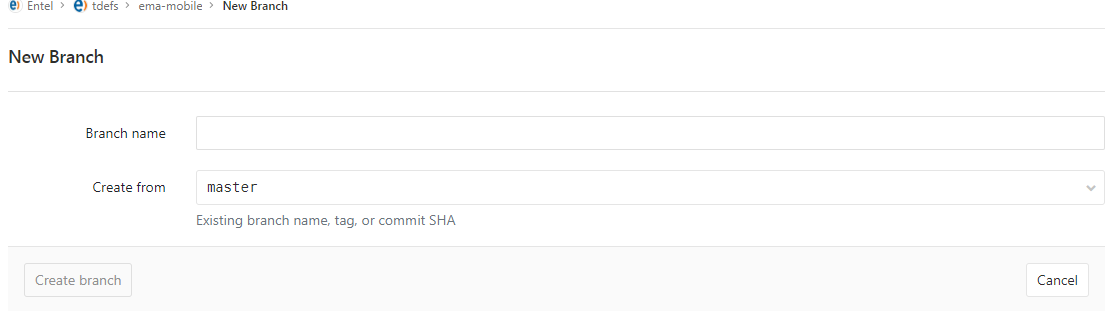 Entel > tdefs > ema-mobile > New Branch
New Branch
Branch name
Create from master
Existing branch name, tag, or commit SHA
Create branch Cancel